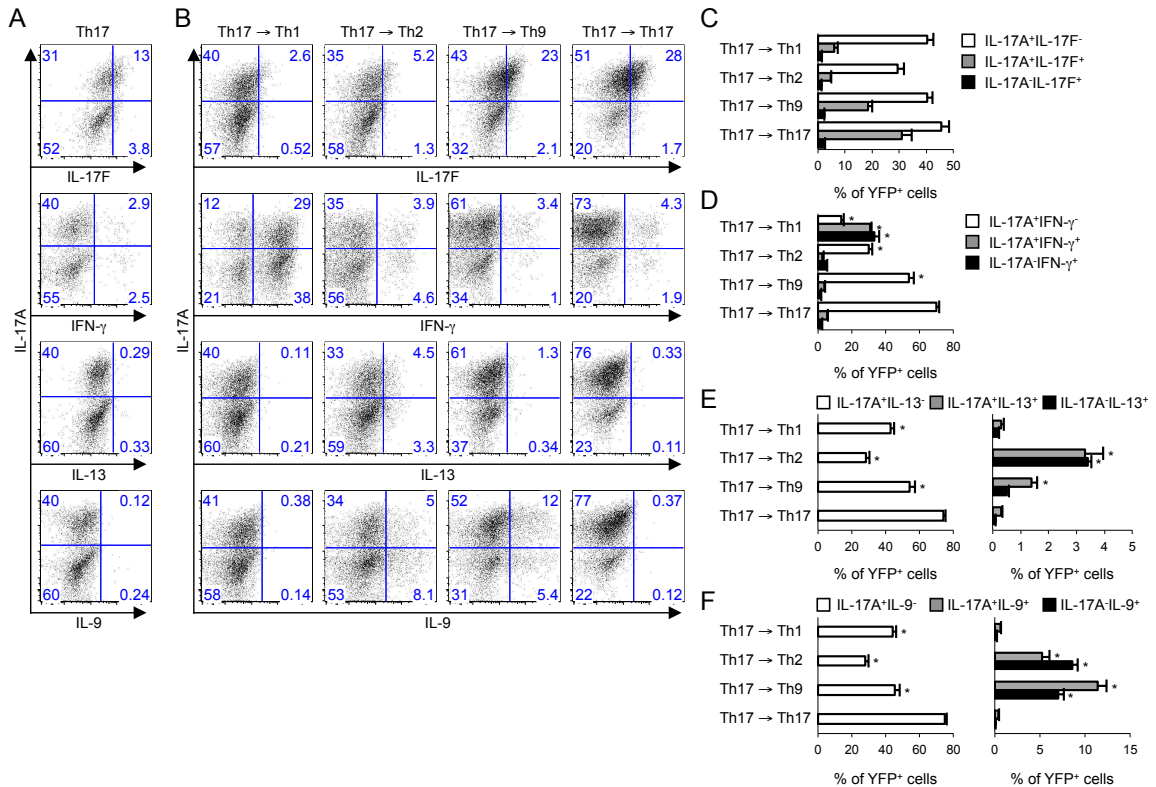 A
Th17
31 13
52 3.8
IL-17F
40 2.9
55 2.5
IFN-γ
40 0.29
60 0.33
IL-13
40 0.12
60 0.24
IL-9
IL-17A
B
Th17 → Th1 Th17 → Th2 Th17 → Th9 Th17 → Th17
40 2.6 35 5.2 43 23 51 28
57 0.52 58 1.3 32 2.1 20 1.7
IL-17F
12 29 35 3.9 61 3.4 73 4.3
21 38 56 4.6 34 1 20 1.9
IFN-γ
40 0.11 33 4.5 61 1.3 76 0.33
60 0.21 59 3.3 37 0.34 23 0.11
IL-13
41 0.38 34 5 52 12 77 0.37
58 0.14 53 8.1 31 5.4 22 0.12
IL-9
IL-17A
C
Th17 → Th1
Th17 → Th2
Th17 → Th9
Th17 → Th17
IL-17A⁺IL-17F⁻
IL-17A⁺IL-17F⁺
IL-17A⁻IL-17F⁺
0 10 20 30 40 50
% of YFP⁺ cells
D
Th17 → Th1 * * *
Th17 → Th2 *
Th17 → Th9 *
Th17 → Th17
IL-17A⁺IFN-γ⁻
IL-17A⁺IFN-γ⁺
IL-17A⁻IFN-γ⁺
0 20 40 60 80
% of YFP⁺ cells
E
IL-17A⁺IL-13⁻ IL-17A⁺IL-13⁺ IL-17A⁻IL-13⁺
Th17 → Th1 *
Th17 → Th2 * * *
Th17 → Th9 * *
Th17 → Th17
0 20 40 60 80 0 1 2 3 4 5
% of YFP⁺ cells % of YFP⁺ cells
F
IL-17A⁺IL-9⁻ IL-17A⁺IL-9⁺ IL-17A⁻IL-9⁺
Th17 → Th1 *
Th17 → Th2 * * *
Th17 → Th9 * * *
Th17 → Th17
0 20 40 60 80 0 5 10 15
% of YFP⁺ cells % of YFP⁺ cells